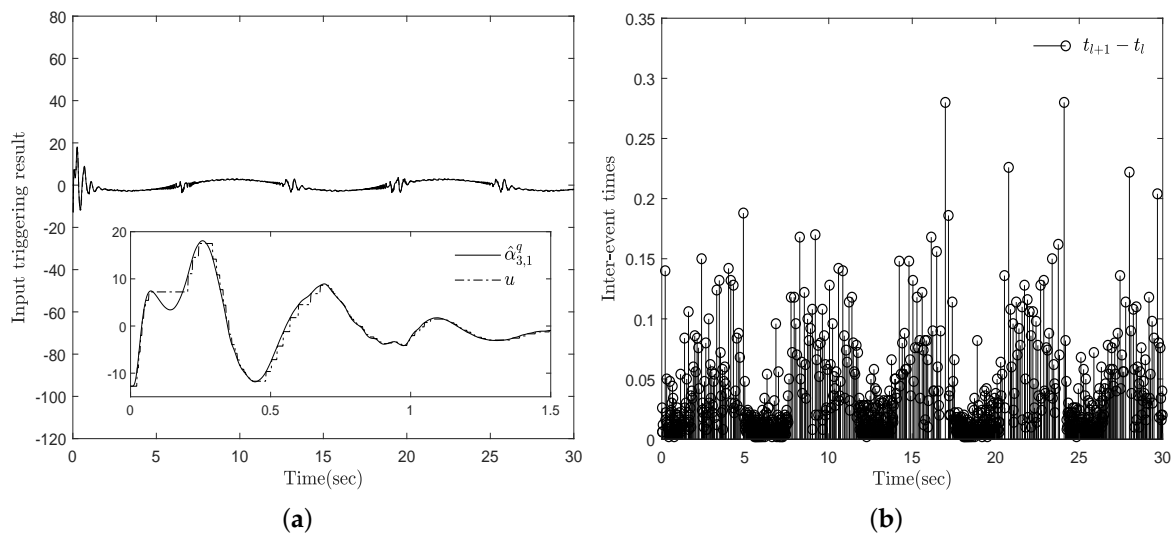 80
60
40
20
0
-20
-40
-60
-80
-100
-120
Input triggering result
20
10
0
-10
0 0.5 1 1.5
$\hat{\alpha}^{q}_{3,1}$
u
0 5 10 15 20 25 30
Time(sec)
(a)
0.35
0.3
0.25
0.2
0.15
0.1
0.05
0
Inter-event times
$t_{l+1} - t_l$
0 5 10 15 20 25 30
Time(sec)
(b)